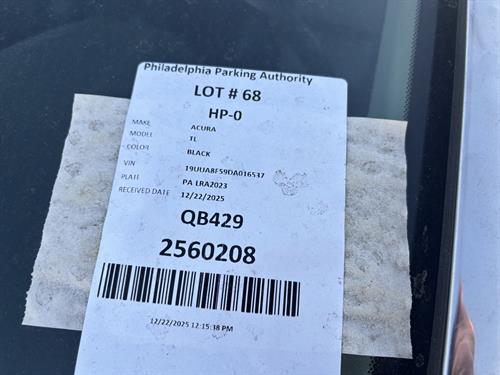 Philadelphia Parking Authority
LOT # 68
HP-0
MAKE ACURA
MODEL TL
COLOR BLACK
VIN 19UUA8F59DA016537
PLATE PA LRA2023
RECEIVED DATE 12/22/2025
QB429
2560208
12/22/2025 12:15:38 PM